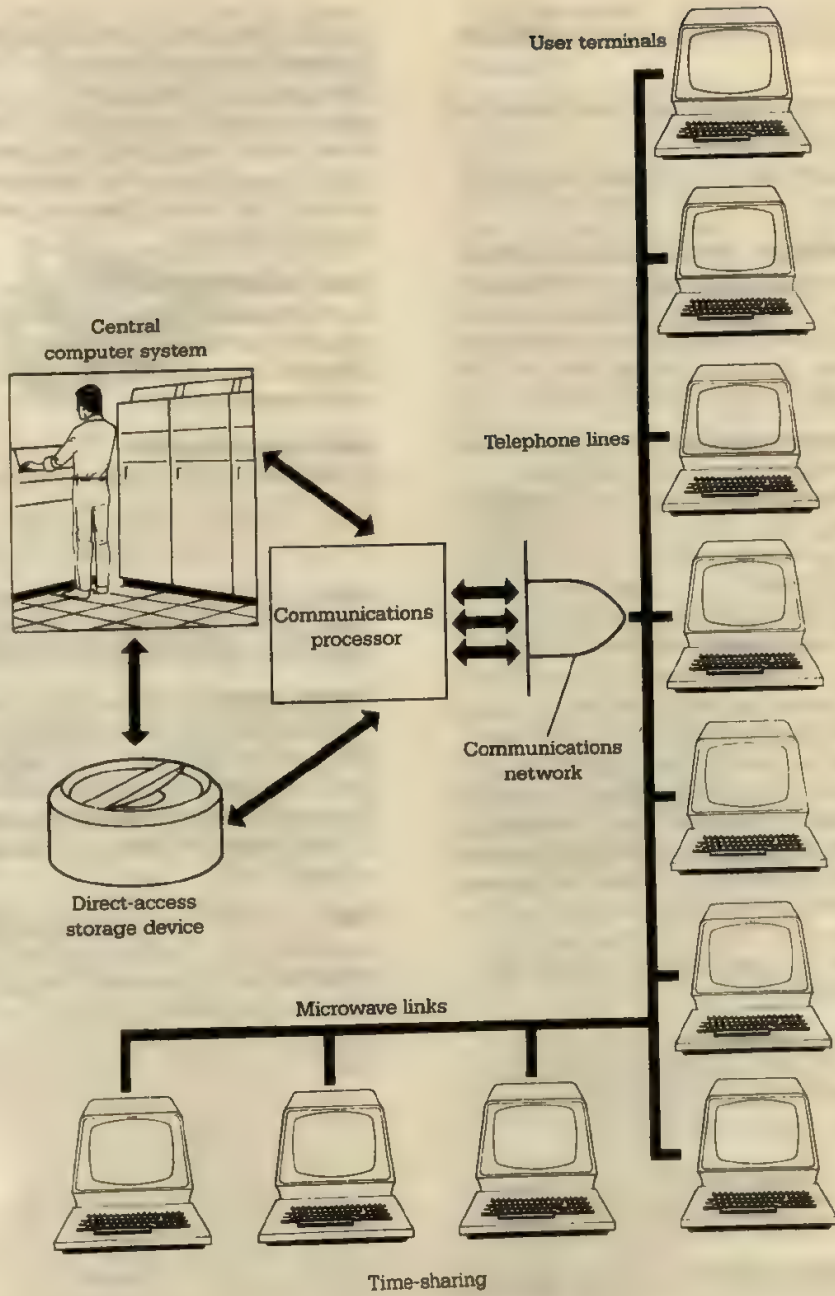 User terminals
Central
computer system
Telephone lines
Communications
processor
Communications
network
Direct-access
storage device
Microwave links
Time-sharing